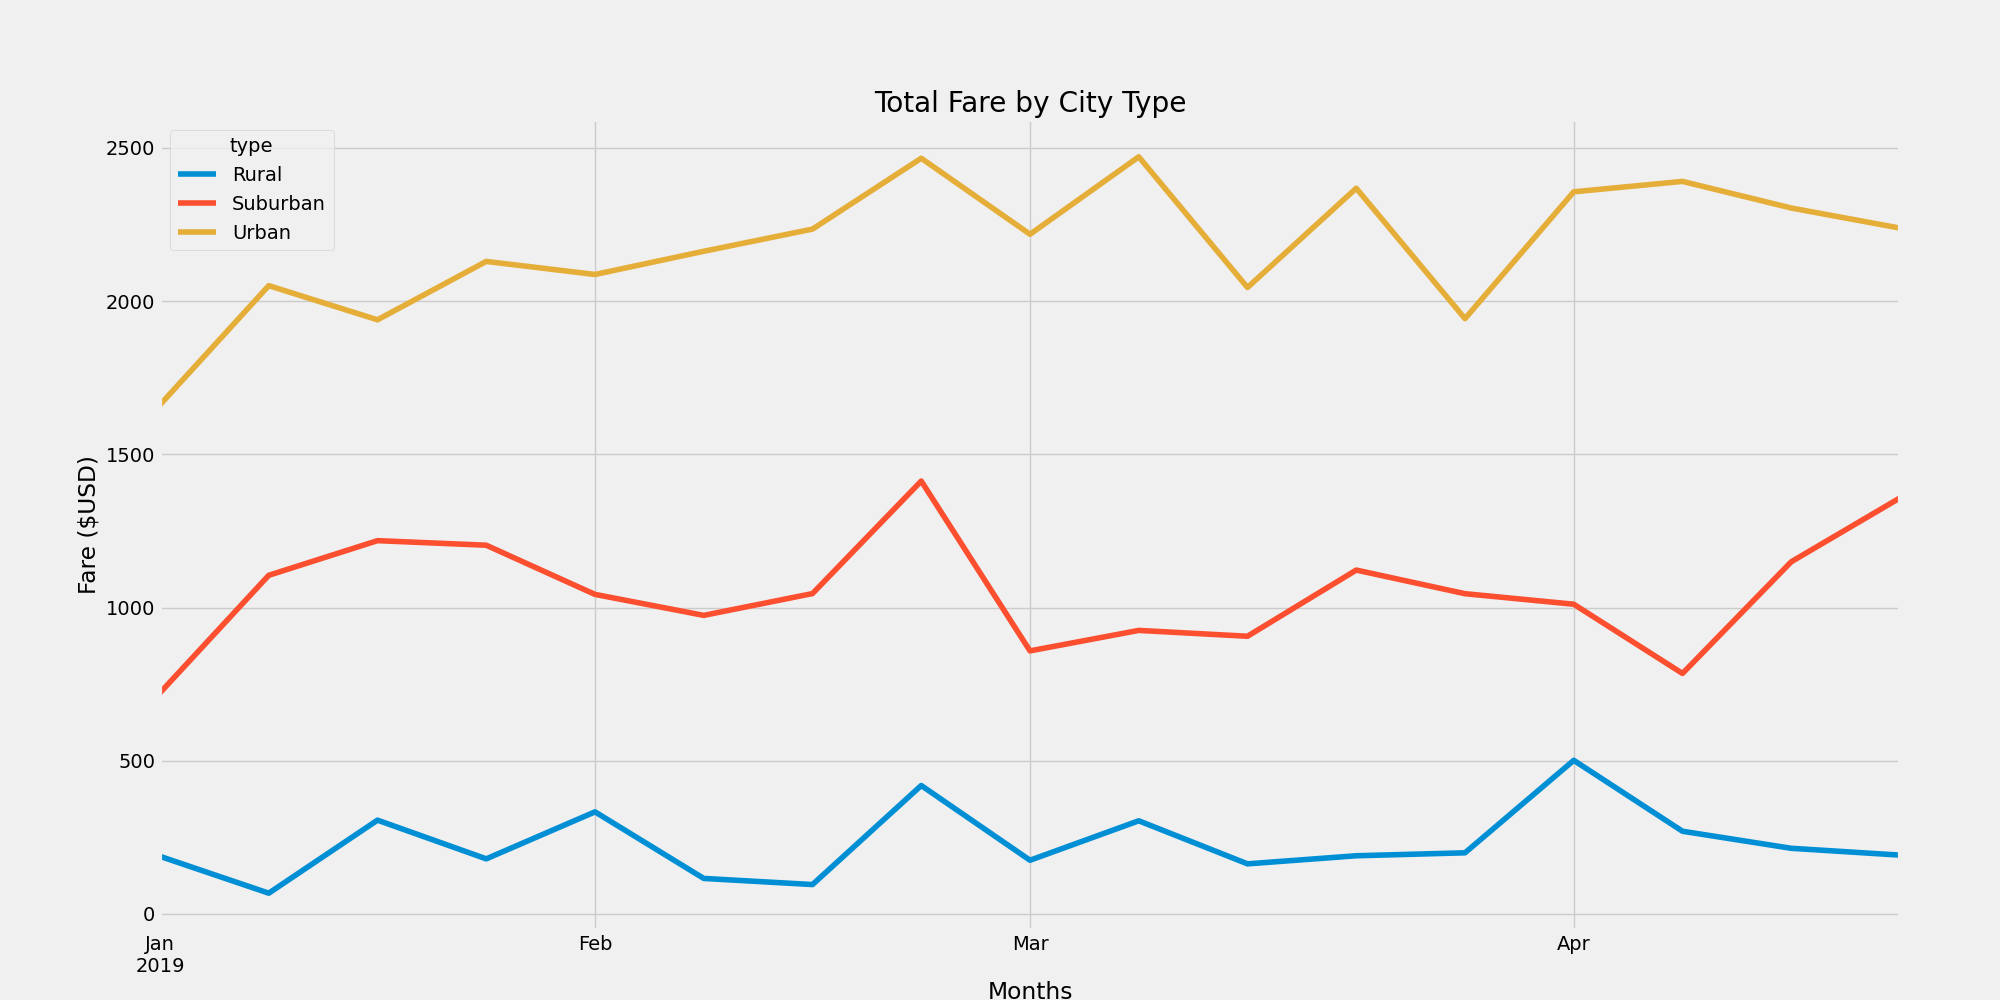 Total Fare by City Type
type
Rural
Suburban
Urban
Fare ($USD)
2500
2000
1500
1000
500
0
Jan
2019
Feb
Mar
Apr
Months